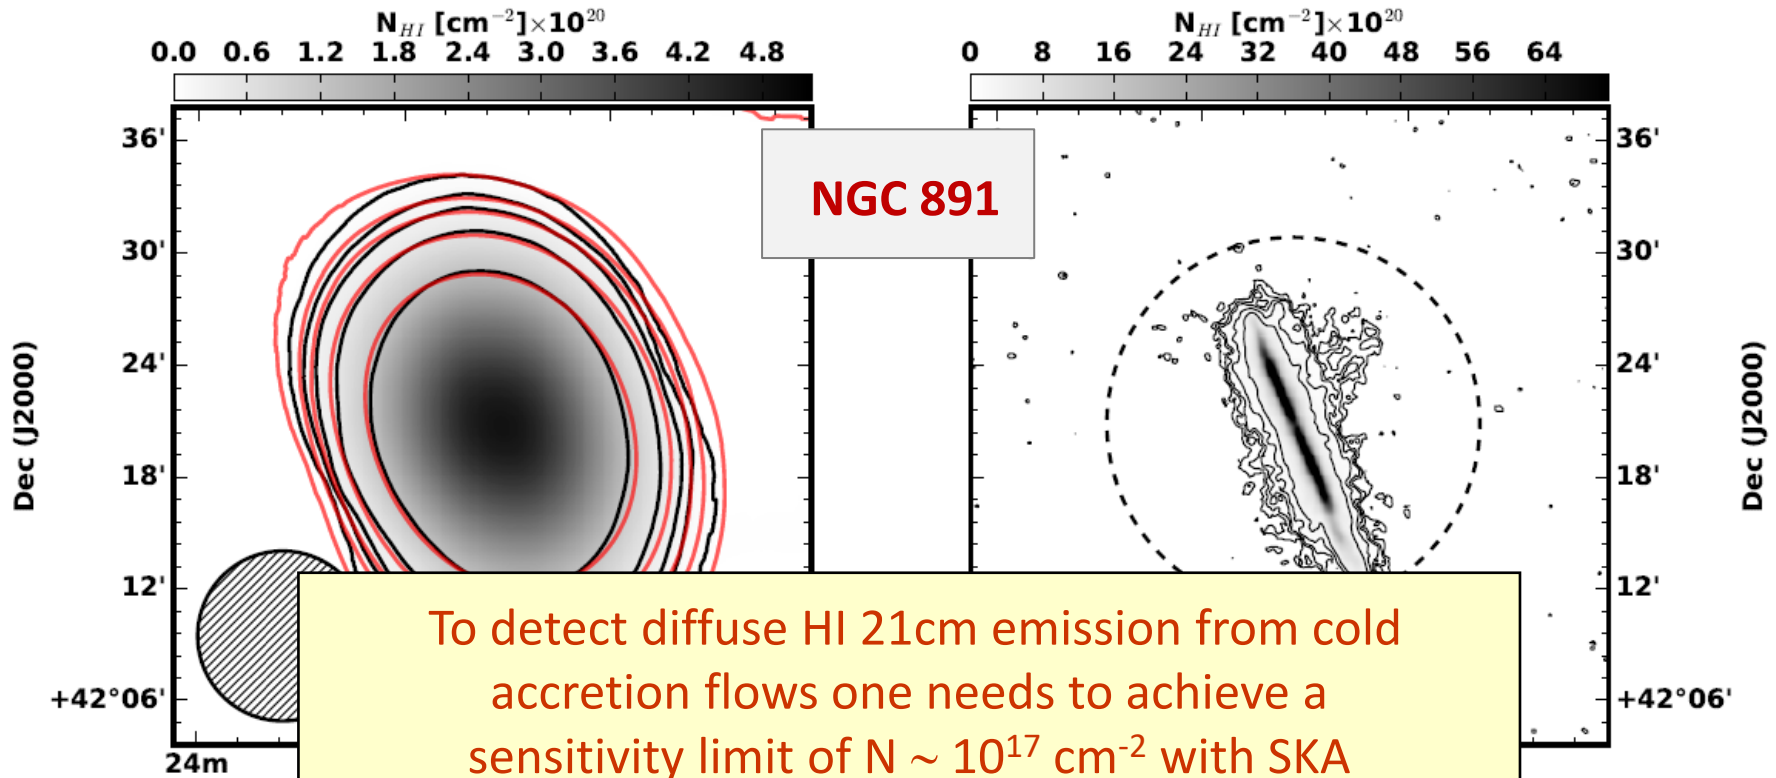 N_HI [cm⁻²]×10²⁰
0.0 0.6 1.2 1.8 2.4 3.0 3.6 4.2 4.8
N_HI [cm⁻²]×10²⁰
0 8 16 24 32 40 48 56 64
36'
30'
24'
18'
12'
+42°06'
Dec (J2000)
24m
NGC 891
36'
30'
24'
18'
12'
+42°06'
Dec (J2000)
To detect diffuse HI 21cm emission from cold
accretion flows one needs to achieve a
sensitivity limit of N ~ 10¹⁷ cm⁻² with SKA